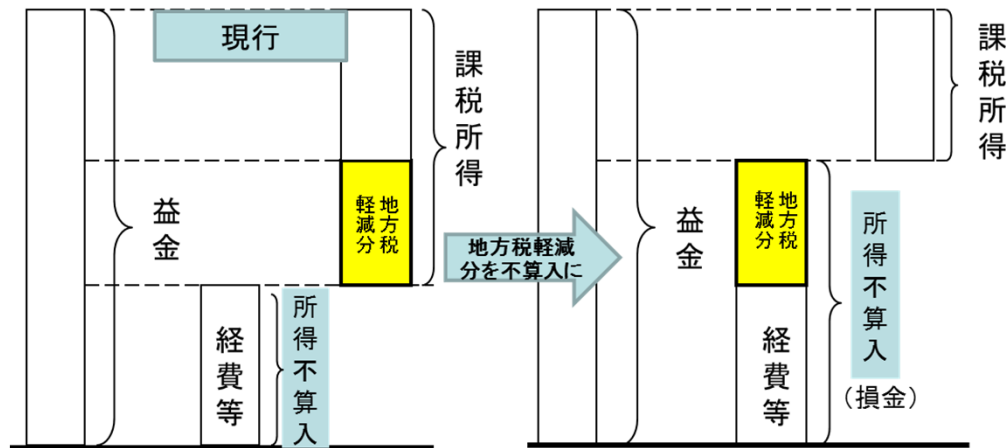 現行
課税所得
地方税
軽減分
益金
経費等
所得不算入
地方税軽減
分を不算入に
課税所得
地方税
軽減分
益金
経費等
所得不算入
（損金）